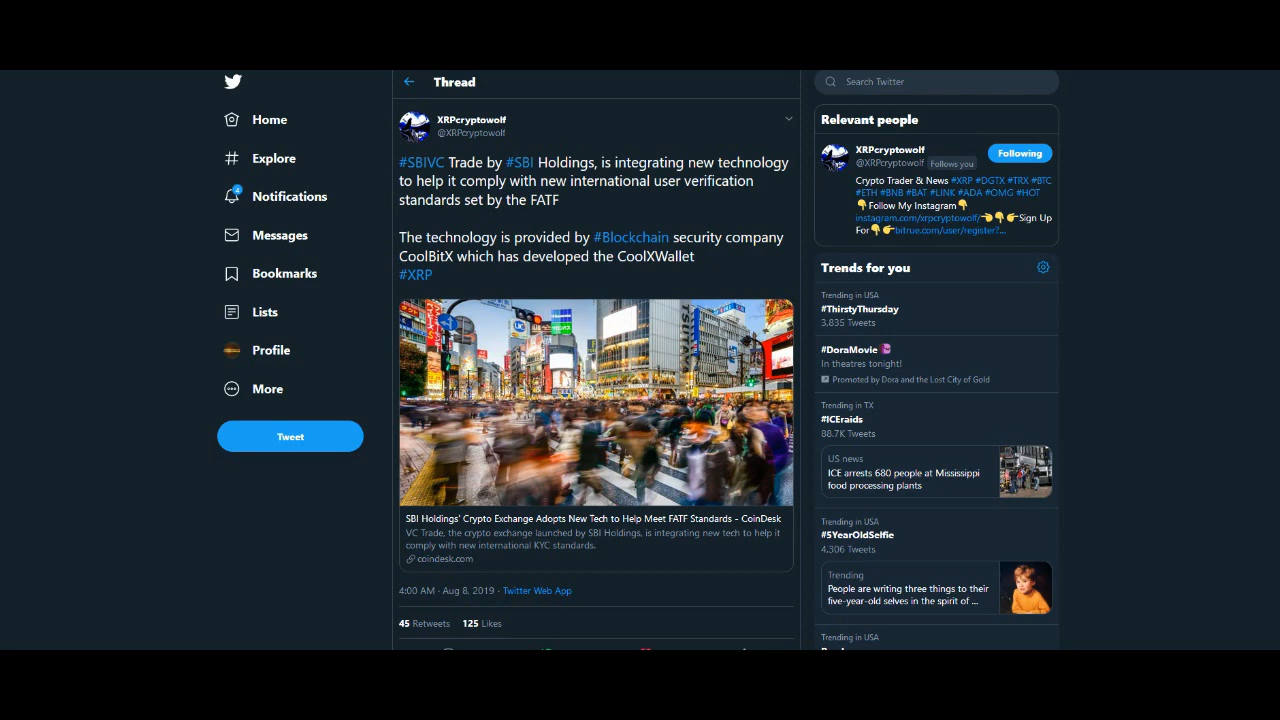 Home
Explore
4
Notifications
Messages
Bookmarks
Lists
Profile
More
Tweet
Thread
XRPcryptowolf
@XRPcryptowolf
#SBIVC Trade by #SBI Holdings, is integrating new technology
to help it comply with new international user verification
standards set by the FATF
The technology is provided by #Blockchain security company
CoolBitX which has developed the CoolXWallet
#XRP
SBI Holdings' Crypto Exchange Adopts New Tech to Help Meet FATF Standards - CoinDesk
VC Trade, the crypto exchange launched by SBI Holdings, is integrating new tech to help it
comply with new international KYC standards.
coindesk.com
4:00 AM · Aug 8, 2019 · Twitter Web App
45 Retweets 125 Likes
Search Twitter
Relevant people
XRPcryptowolf
@XRPcryptowolf Follows you
Following
Crypto Trader & News #XRP #DGTX #TRX #BTC
#ETH #BNB #BAT #LINK #ADA #OMG #HOT
👇Follow My Instagram👇
instagram.com/xrpcryptowolf/👈👇👉Sign Up
For👇👉bitrue.com/user/register?...
Trends for you
Trending in USA
#ThirstyThursday
3,835 Tweets
#DoraMovie
In theatres tonight!
Promoted by Dora and the Lost City of Gold
Trending in TX
#ICEraids
88.7K Tweets
US news
ICE arrests 680 people at Mississippi
food processing plants
Trending in USA
#5YearOldSelfie
4,306 Tweets
Trending
People are writing three things to their
five-year-old selves in the spirit of ...
Trending in USA